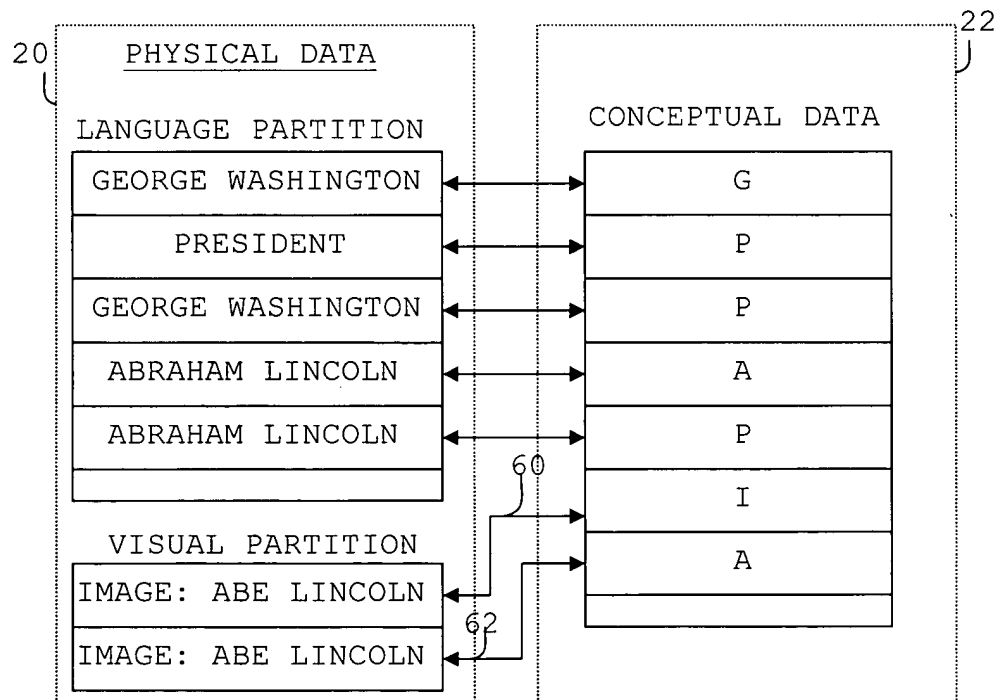 20
PHYSICAL DATA
22
LANGUAGE PARTITION
CONCEPTUAL DATA
GEORGE WASHINGTON
G
PRESIDENT
P
GEORGE WASHINGTON
P
ABRAHAM LINCOLN
A
ABRAHAM LINCOLN
P
60
I
VISUAL PARTITION
A
IMAGE: ABE LINCOLN
62
IMAGE: ABE LINCOLN